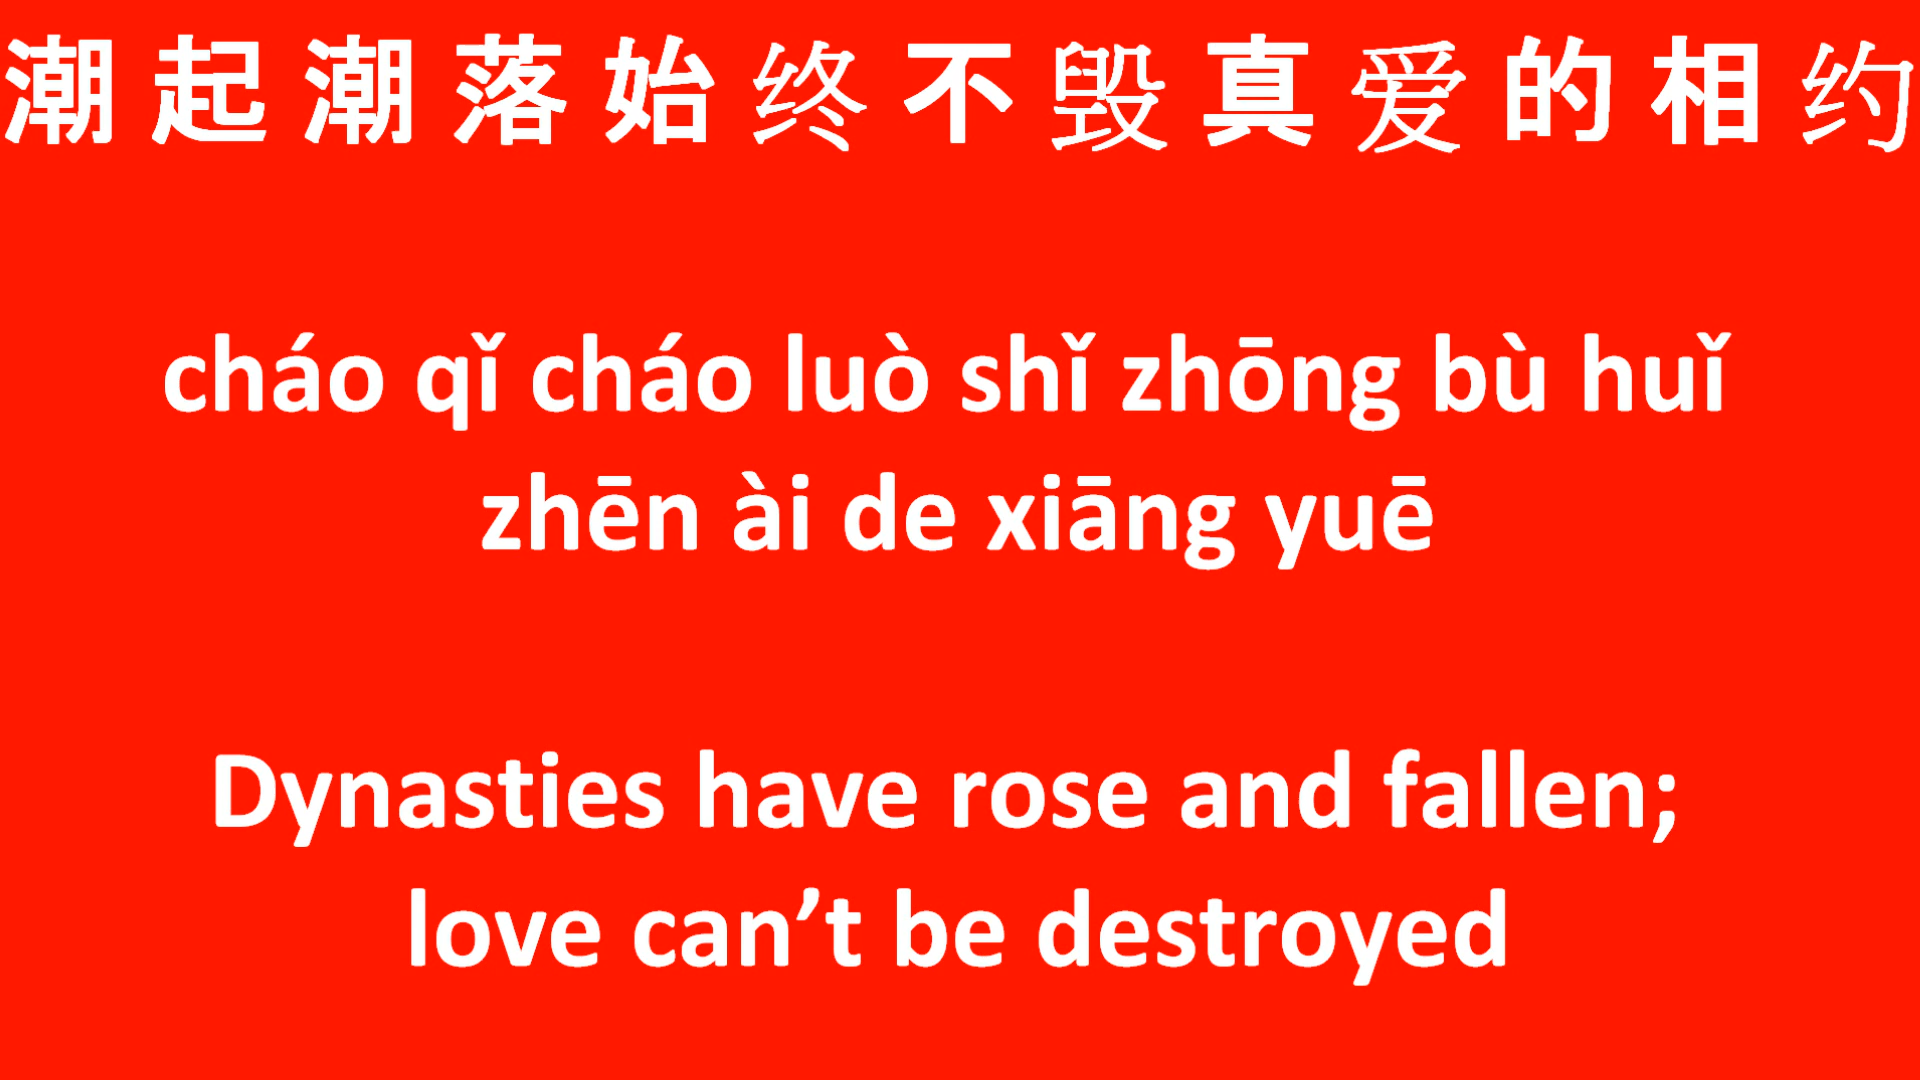 潮起潮落始终不毁真爱的相约
cháo qǐ cháo luò shǐ zhōng bù huǐ
zhēn ài de xiāng yuē
Dynasties have rose and fallen;
love can’t be destroyed